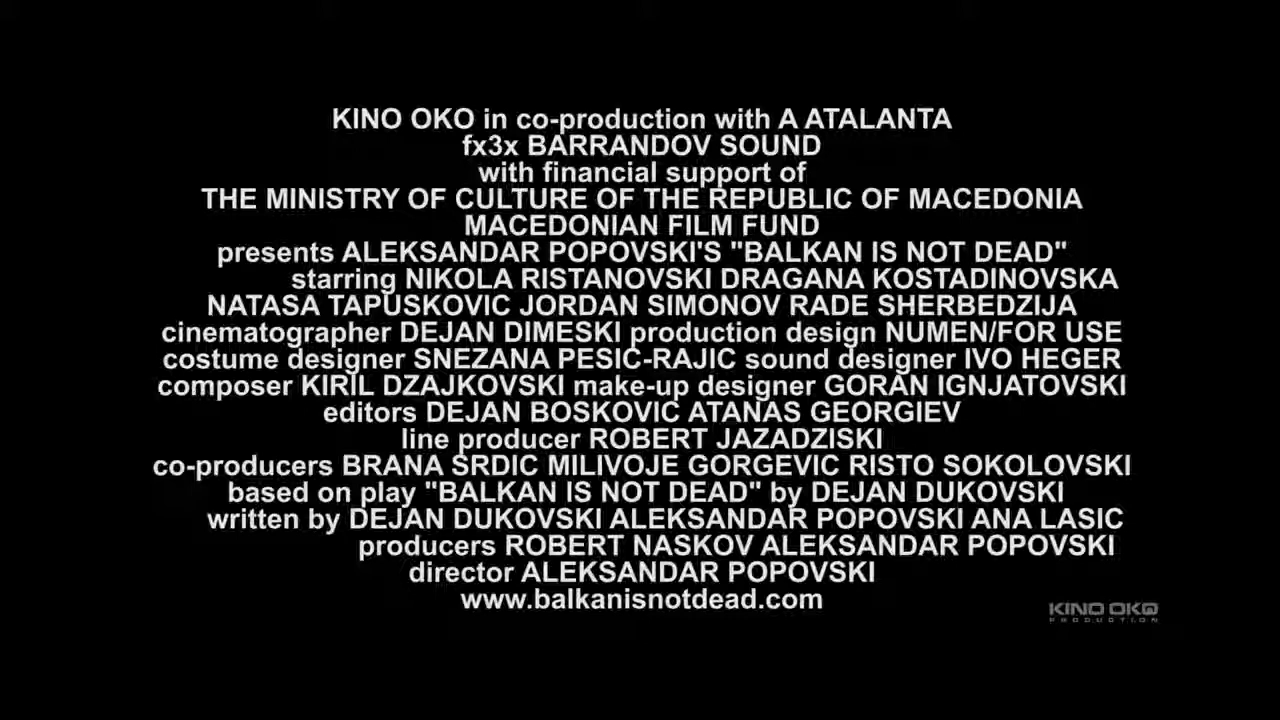 KINO OKO in co-production with A ATALANTA
fx3x BARRANDOV SOUND
with financial support of
THE MINISTRY OF CULTURE OF THE REPUBLIC OF MACEDONIA
MACEDONIAN FILM FUND
presents ALEKSANDAR POPOVSKI'S "BALKAN IS NOT DEAD"
starring NIKOLA RISTANOVSKI DRAGANA KOSTADINOVSKA
NATASA TAPUSKOVIC JORDAN SIMONOV RADE SHERBEDZIJA
cinematographer DEJAN DIMESKI production design NUMEN/FOR USE
costume designer SNEZANA PESIC-RAJIC sound designer IVO HEGER
composer KIRIL DZAJKOVSKI make-up designer GORAN IGNJATOVSKI
editors DEJAN BOSKOVIC ATANAS GEORGIEV
line producer ROBERT JAZADZISKI
co-producers BRANA SRDIC MILIVOJE GORGEVIC RISTO SOKOLOVSKI
based on play "BALKAN IS NOT DEAD" by DEJAN DUKOVSKI
written by DEJAN DUKOVSKI ALEKSANDAR POPOVSKI ANA LASIC
producers ROBERT NASKOV ALEKSANDAR POPOVSKI
director ALEKSANDAR POPOVSKI
www.balkanisnotdead.com
KINO OKO
PRODUCTION